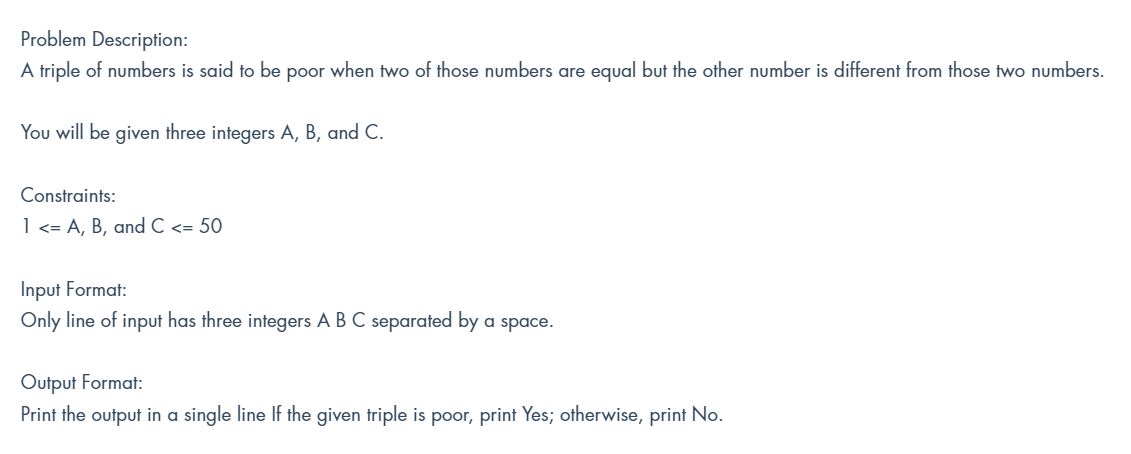 Problem Description:
A triple of numbers is said to be poor when two of those numbers are equal but the other number is different from those two numbers.
You will be given three integers A, B, and C.
Constraints:
1 <= A, B, and C <= 50
Input Format:
Only line of input has three integers A B C separated by a space.
Output Format:
Print the output in a single line If the given triple is poor, print Yes; otherwise, print No.